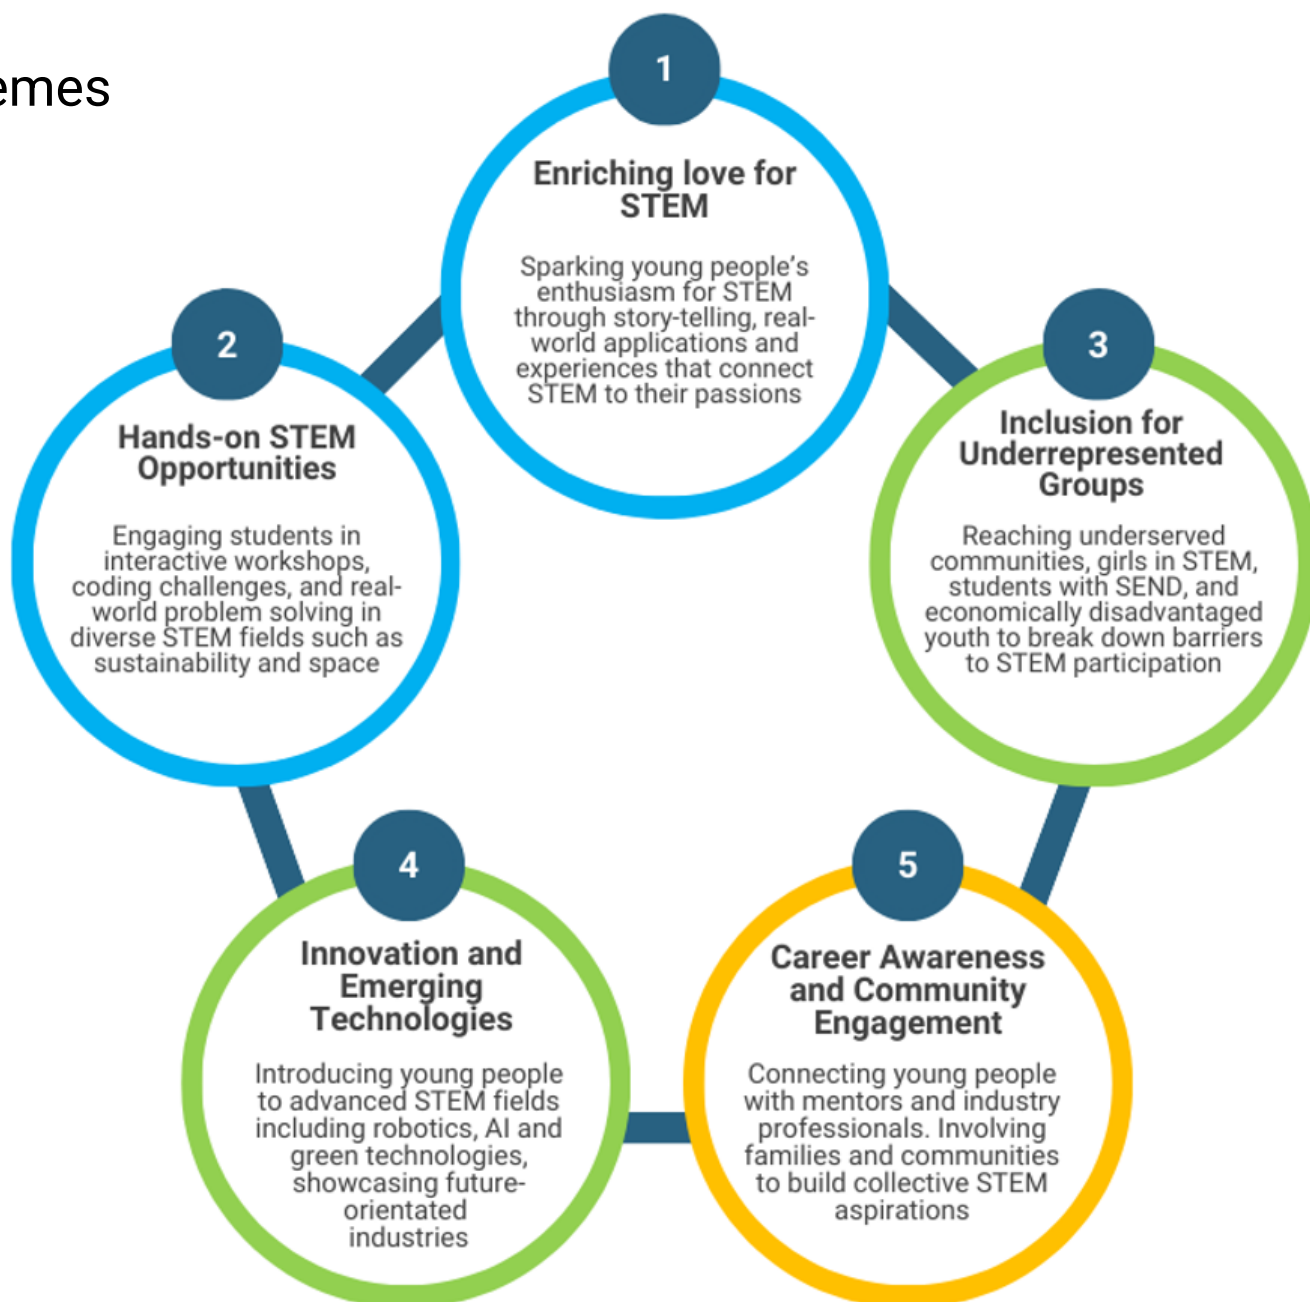 emes
1
Enriching love for
STEM
Sparking young people’s
enthusiasm for STEM
through story-telling, real-
world applications and
experiences that connect
STEM to their passions
2
Hands-on STEM
Opportunities
Engaging students in
interactive workshops,
coding challenges, and real-
world problem solving in
diverse STEM fields such as
sustainability and space
3
Inclusion for
Underrepresented
Groups
Reaching underserved
communities, girls in STEM,
students with SEND, and
economically disadvantaged
youth to break down barriers
to STEM participation
4
Innovation and
Emerging
Technologies
Introducing young people
to advanced STEM fields
including robotics, AI and
green technologies,
showcasing future-
orientated
industries
5
Career Awareness
and Community
Engagement
Connecting young people
with mentors and industry
professionals. Involving
families and communities
to build collective STEM
aspirations